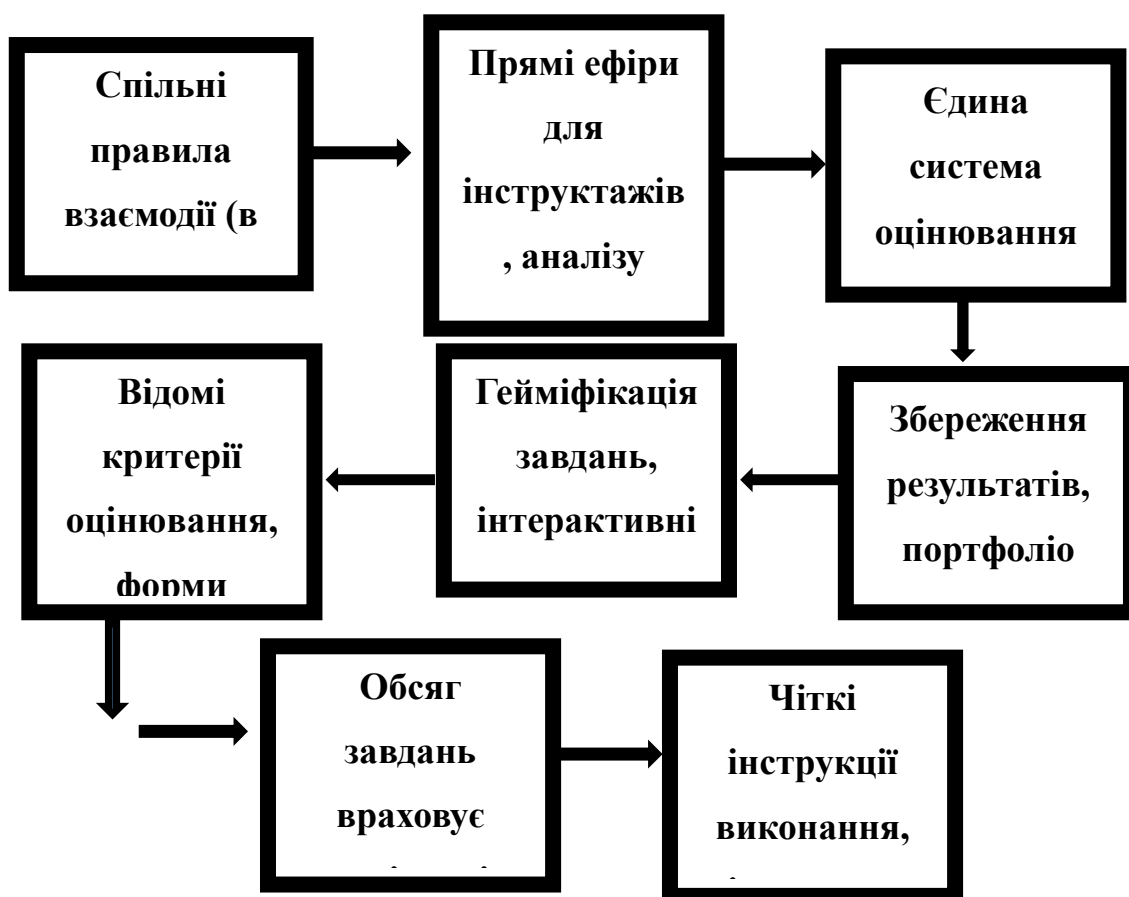 Спільні
правила
взаємодії (в
Прямі ефіри
для
інструктажів
, аналізу
Єдина
система
оцінювання
Збереження
результатів,
портфоліо
Гейміфікація
завдань,
інтерактивні
Відомі
критерії
оцінювання,
форми
Обсяг
завдань
враховує
Чіткі
інструкції
виконання,